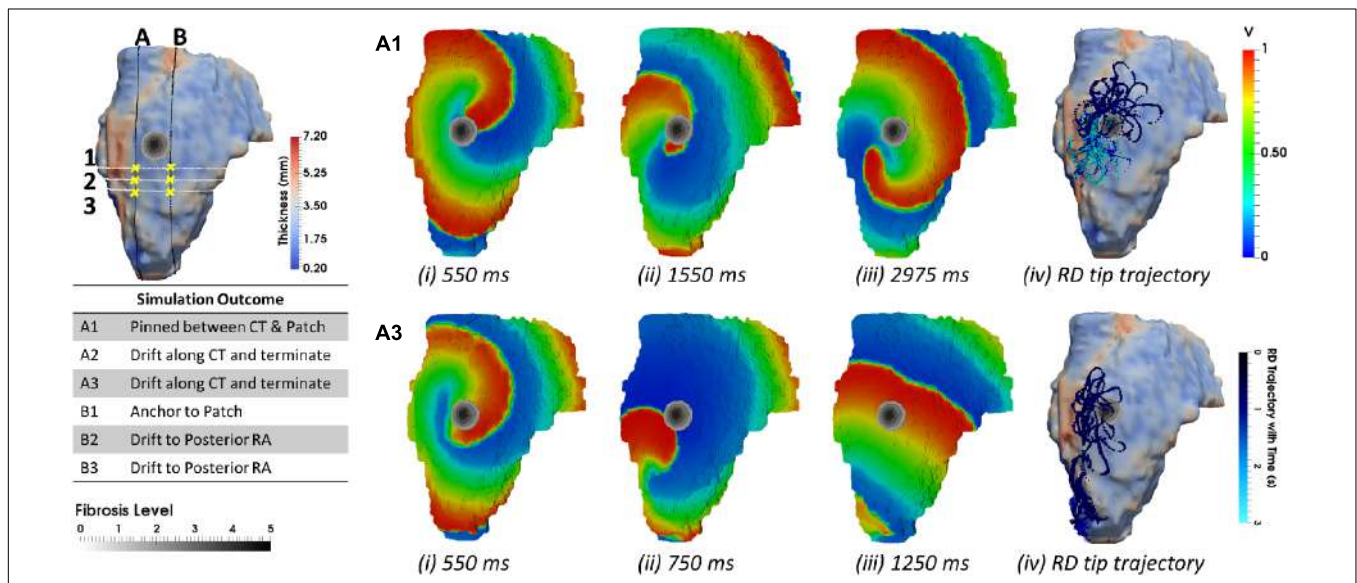 A B
1
2
3
7.20
5.25
3.50
1.75
0.20
Thickness (mm)
Simulation Outcome
A1 Pinned between CT & Patch
A2 Drift along CT and terminate
A3 Drift along CT and terminate
B1 Anchor to Patch
B2 Drift to Posterior RA
B3 Drift to Posterior RA
Fibrosis Level
0 1 2 3 4 5
A1
(i) 550 ms
(ii) 1550 ms
(iii) 2975 ms
(iv) RD tip trajectory
V
1
0.50
0
A3
(i) 550 ms
(ii) 750 ms
(iii) 1250 ms
(iv) RD tip trajectory
RD Trajectory with Time (s)
0
1
2
3